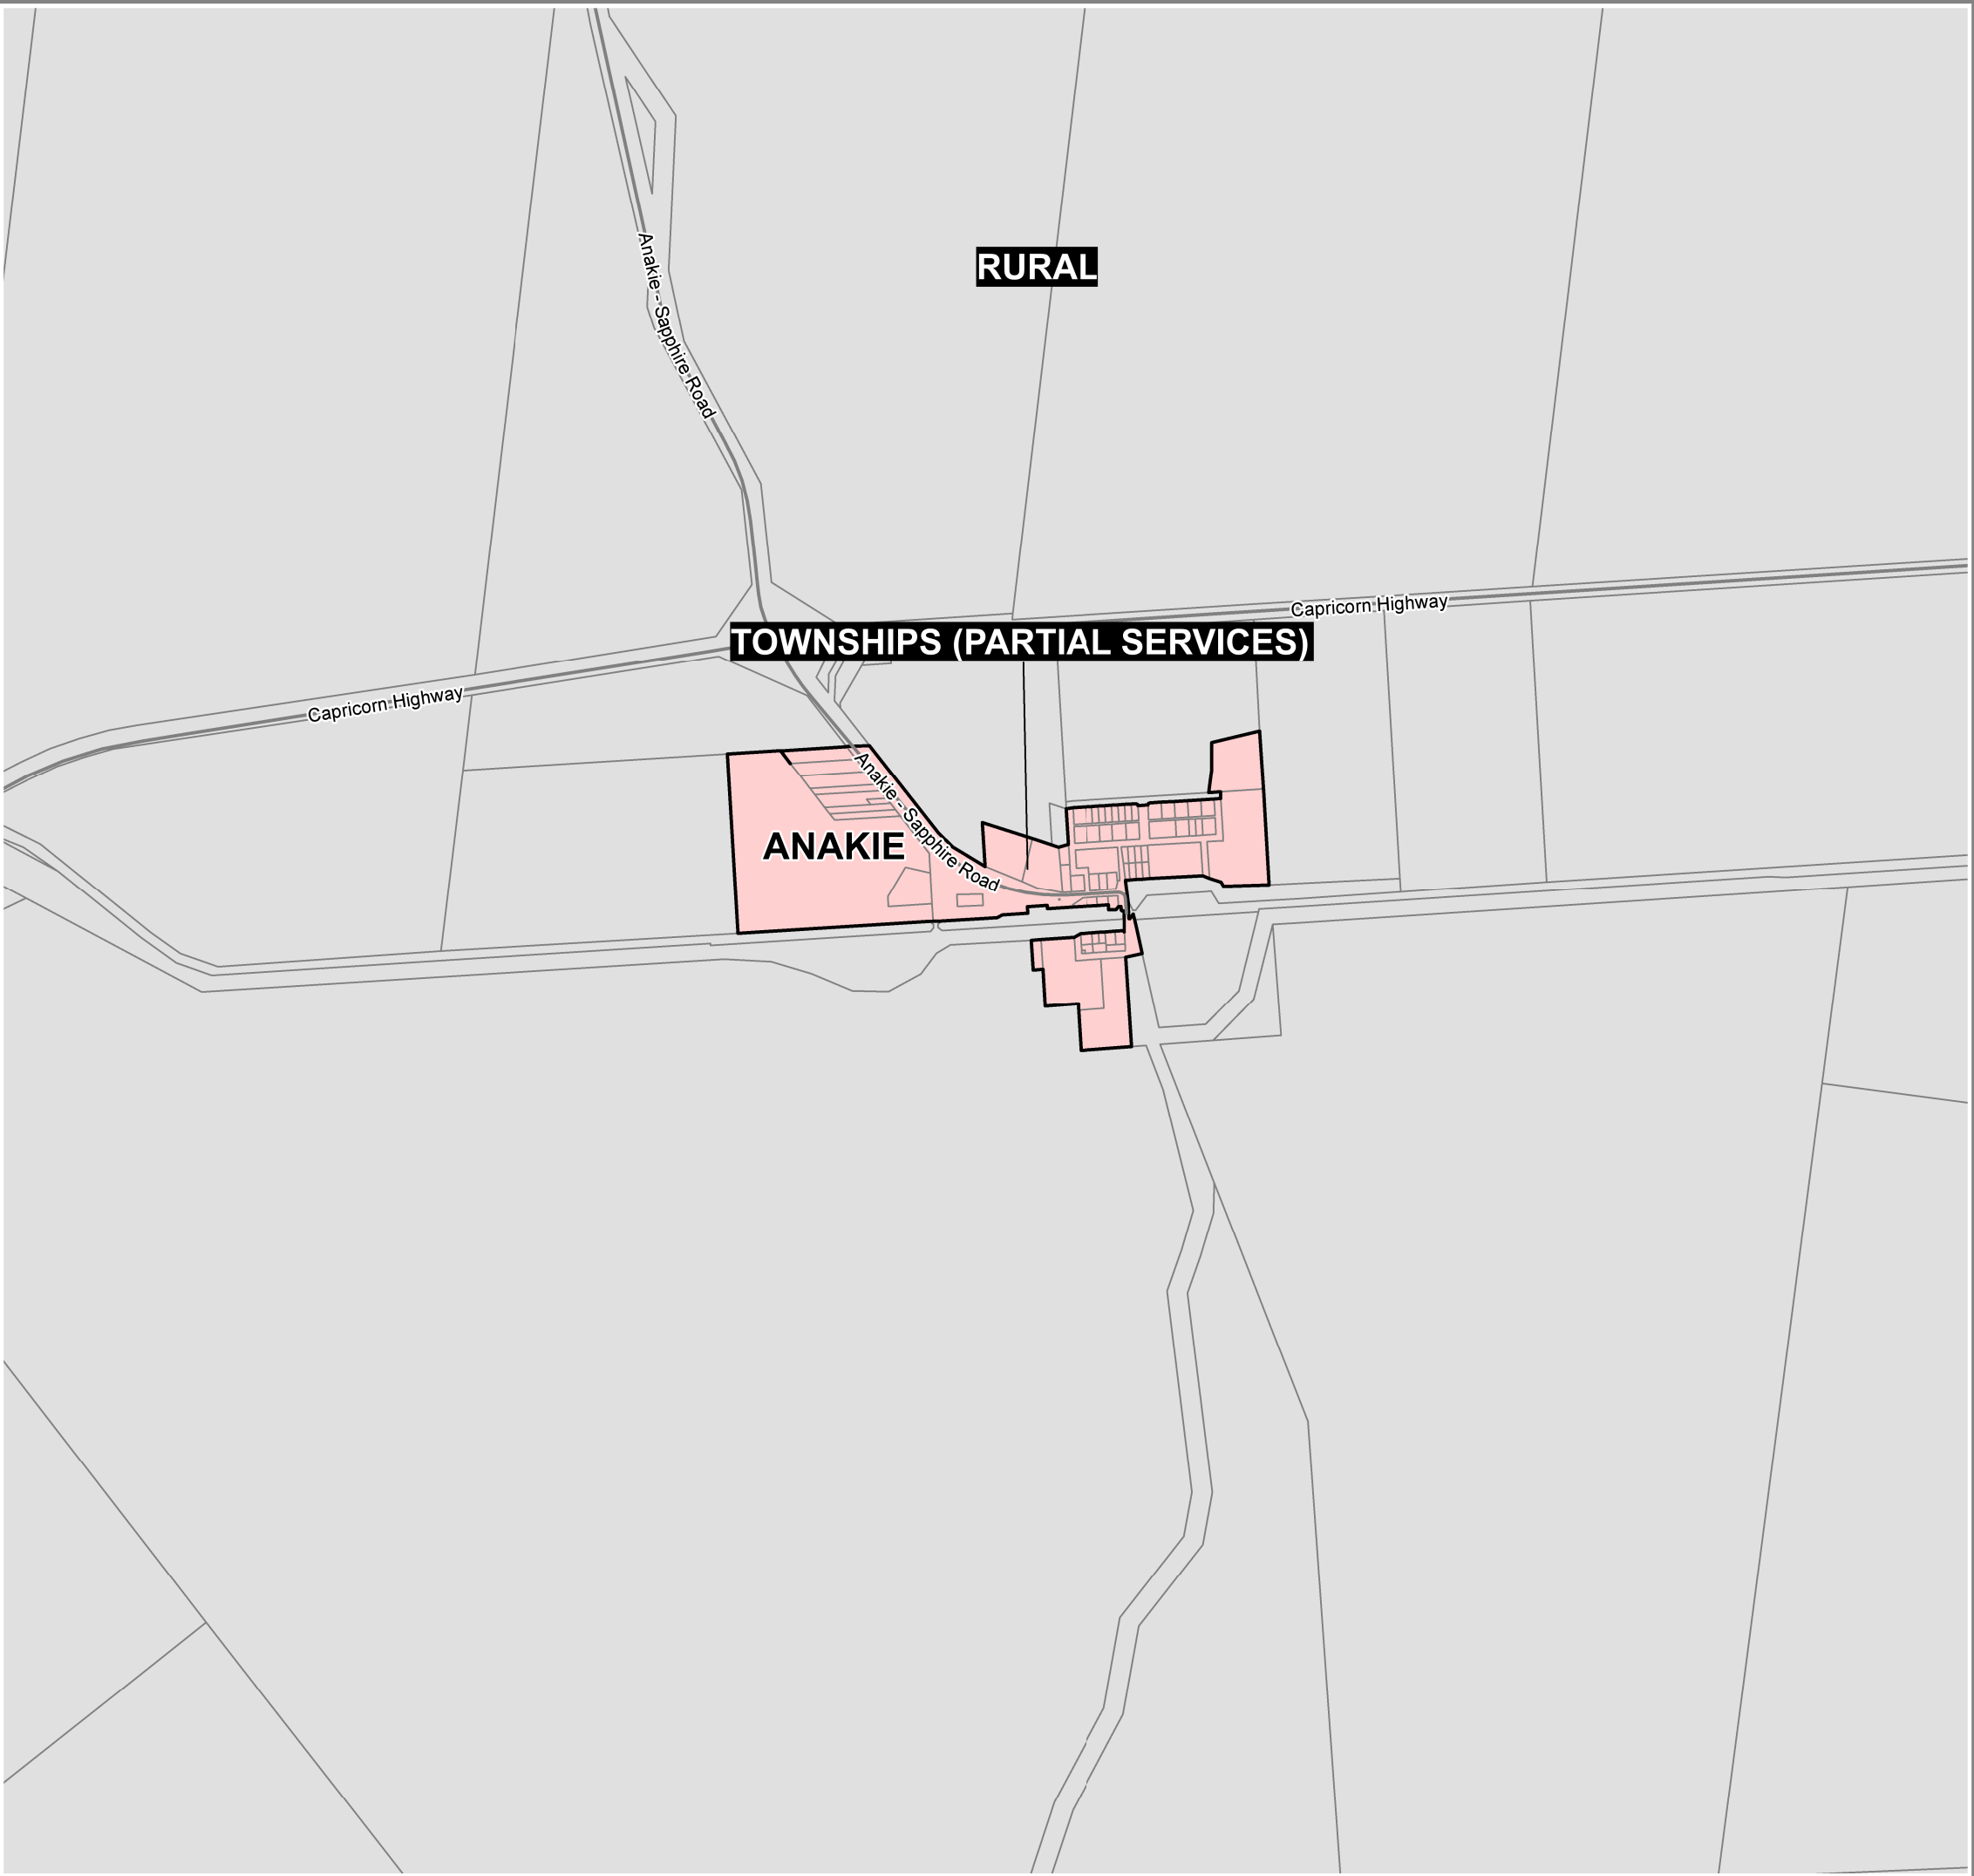 Anakie - Sapphire Road
RURAL
Capricorn Highway
TOWNSHIPS (PARTIAL SERVICES)
Capricorn Highway
ANAKIE
Anakie - Sapphire Road